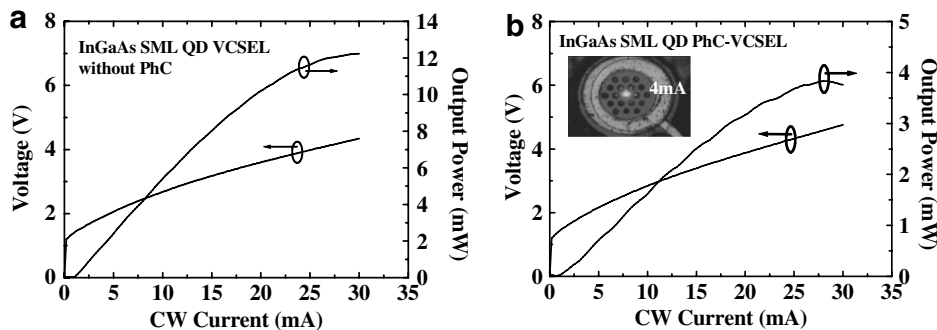 a
InGaAs SML QD VCSEL
without PhC
Voltage (V)
8
6
4
2
0
Output Power (mW)
14
12
10
8
6
4
2
0
0 5 10 15 20 25 30 35
CW Current (mA)
b
InGaAs SML QD PhC-VCSEL
4mA
Voltage (V)
8
6
4
2
0
Output Power (mW)
5
4
3
2
1
0
0 5 10 15 20 25 30 35
CW Current (mA)